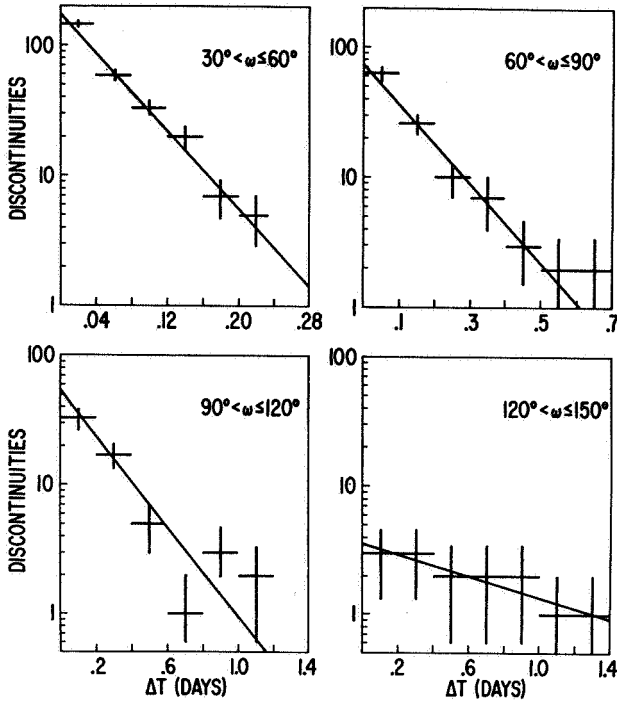 30° < ω ≤ 60°
100
10
1
DISCONTINUITIES
.04 .12 .20 .28
60° < ω ≤ 90°
100
10
1
.1 .3 .5 .7
90° < ω ≤ 120°
100
10
1
DISCONTINUITIES
.2 .6 1.0 1.4
ΔT (DAYS)
120° < ω ≤ 150°
100
10
1
.2 .6 1.0 1.4
ΔT (DAYS)